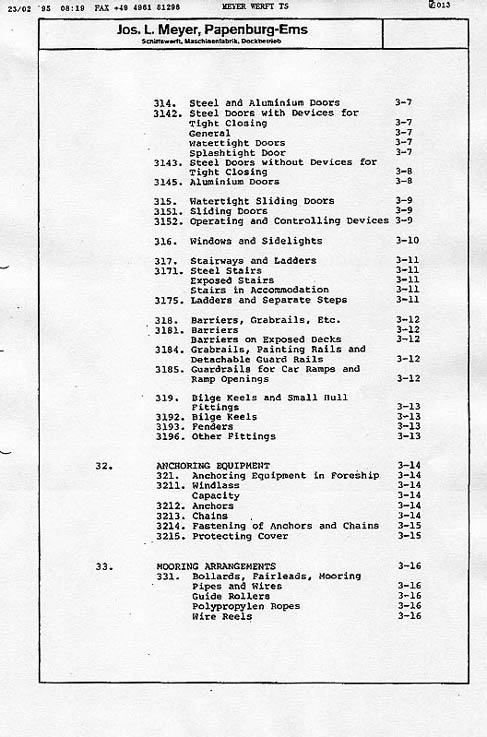 23/02 '95 08:19 FAX +49 4961 81298 MEYER WERFT TS 013
Jos. L. Meyer, Papenburg-Ems
Schiffswerft, Maschinenfabrik, Dockbetrieb
314. Steel and Aluminium Doors 3-7
3142. Steel Doors with Devices for
Tight Closing 3-7
General 3-7
Watertight Doors 3-7
Splashtight Door 3-7
3143. Steel Doors without Devices for
Tight Closing 3-8
3145. Aluminium Doors 3-8
315. Watertight Sliding Doors 3-9
3151. Sliding Doors 3-9
3152. Operating and Controlling Devices 3-9
316. Windows and Sidelights 3-10
317. Stairways and Ladders 3-11
3171. Steel Stairs 3-11
Exposed Stairs 3-11
Stairs in Accommodation 3-11
3175. Ladders and Separate Steps 3-11
318. Barriers, Grabrails, Etc. 3-12
3181. Barriers 3-12
Barriers on Exposed Decks 3-12
3184. Grabrails, Painting Rails and
Detachable Guard Rails 3-12
3185. Guardrails for Car Ramps and
Ramp Openings 3-12
319. Bilge Keels and Small Hull
Fittings 3-13
3192. Bilge Keels 3-13
3193. Fenders 3-13
3196. Other Fittings 3-13
32. ANCHORING EQUIPMENT 3-14
321. Anchoring Equipment in Foreship 3-14
3211. Windlass 3-14
Capacity 3-14
3212. Anchors 3-14
3213. Chains 3-14
3214. Fastening of Anchors and Chains 3-15
3215. Protecting Cover 3-15
33. MOORING ARRANGEMENTS 3-16
331. Bollards, Fairleads, Mooring
Pipes and Wires 3-16
Guide Rollers 3-16
Polypropylen Ropes 3-16
Wire Reels 3-16